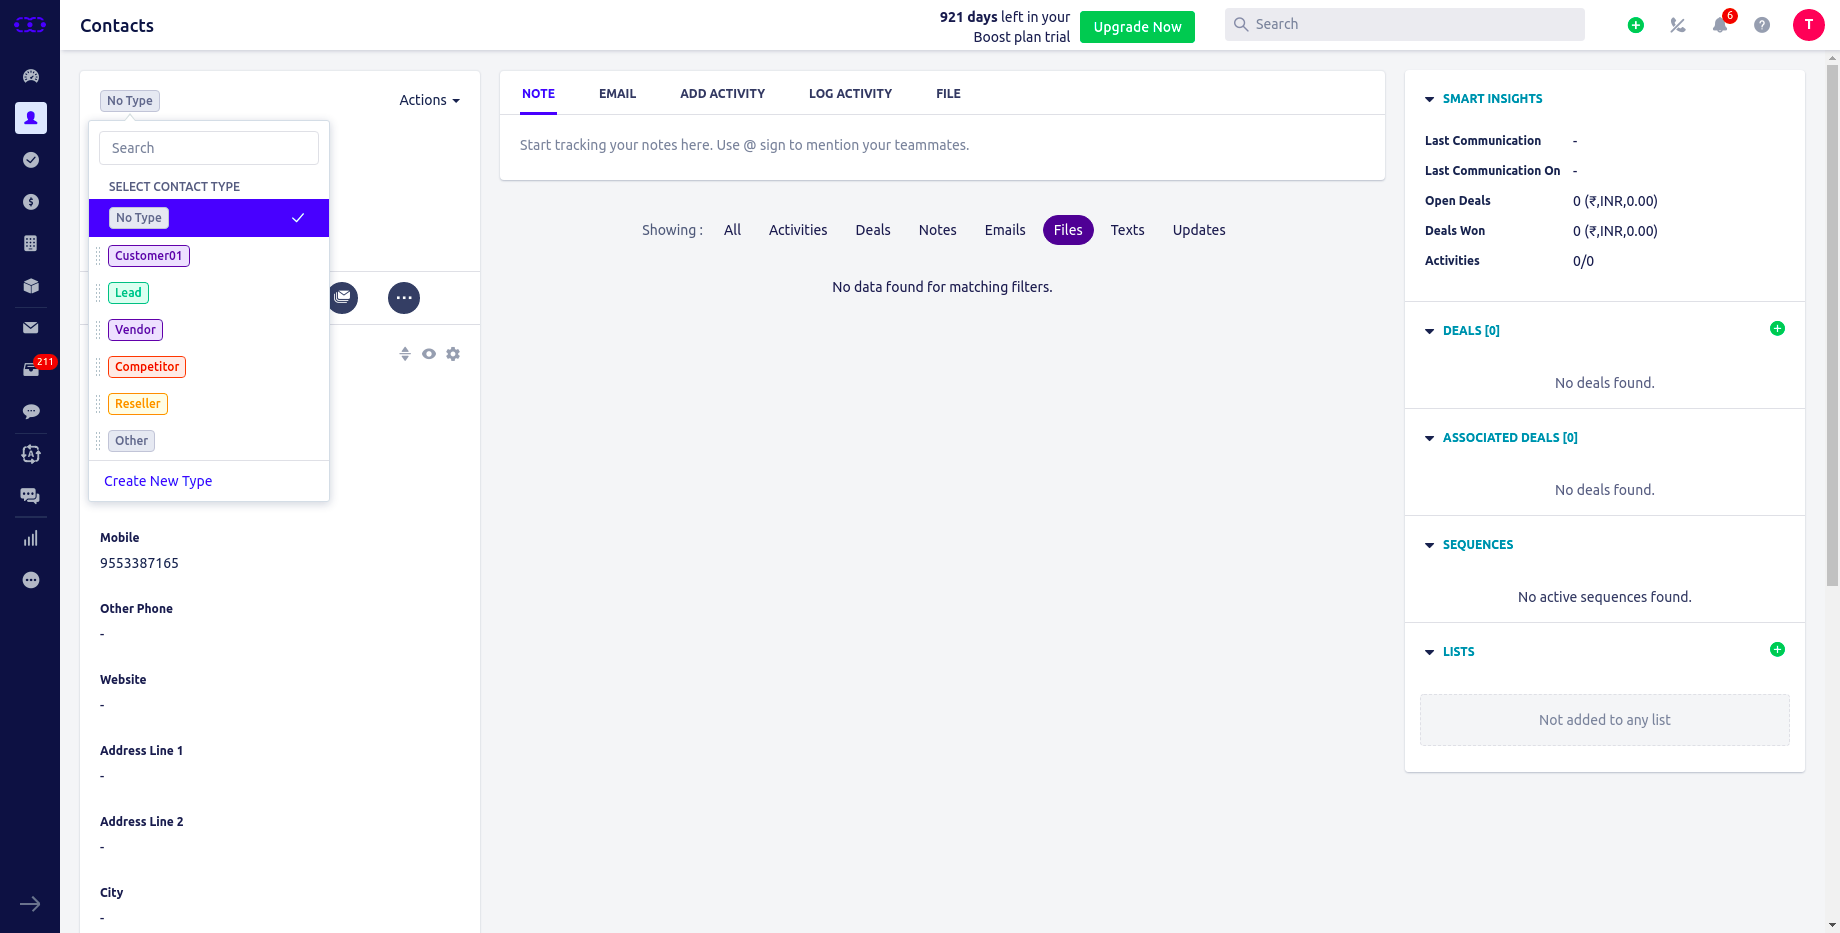 Contacts
921 days left in your
Boost plan trial
Upgrade Now
Search
6
T
211
No Type
Actions
Search
SELECT CONTACT TYPE
No Type
Customer01
Lead
Vendor
Competitor
Reseller
Other
Create New Type
Mobile
9553387165
Other Phone
-
Website
-
Address Line 1
-
Address Line 2
-
City
-
NOTE EMAIL ADD ACTIVITY LOG ACTIVITY FILE
Start tracking your notes here. Use @ sign to mention your teammates.
Showing : All Activities Deals Notes Emails Files Texts Updates
No data found for matching filters.
SMART INSIGHTS
Last Communication -
Last Communication On -
Open Deals 0 (₹,INR,0.00)
Deals Won 0 (₹,INR,0.00)
Activities 0/0
DEALS [0]
No deals found.
ASSOCIATED DEALS [0]
No deals found.
SEQUENCES
No active sequences found.
LISTS
Not added to any list